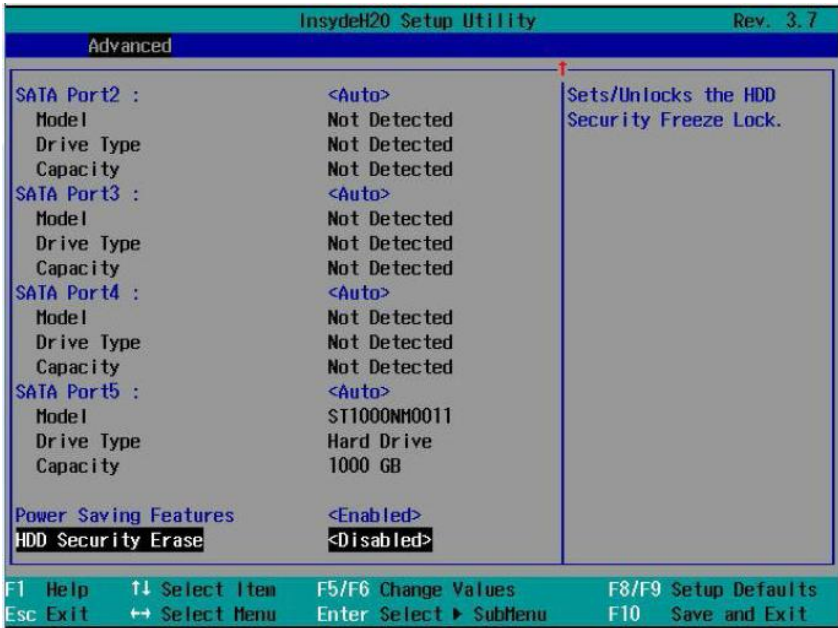 InsydeH20 Setup Utility Rev. 3.7
Advanced
↑
SATA Port2 : <Auto> Sets/Unlocks the HDD
Model Not Detected Security Freeze Lock.
Drive Type Not Detected
Capacity Not Detected
SATA Port3 : <Auto>
Model Not Detected
Drive Type Not Detected
Capacity Not Detected
SATA Port4 : <Auto>
Model Not Detected
Drive Type Not Detected
Capacity Not Detected
SATA Port5 : <Auto>
Model ST1000NM0011
Drive Type Hard Drive
Capacity 1000 GB
Power Saving Features <Enabled>
HDD Security Erase <Disabled>
F1 Help ↑↓ Select Item F5/F6 Change Values F8/F9 Setup Defaults
Esc Exit ↔ Select Menu Enter Select ▶ SubMenu F10 Save and Exit